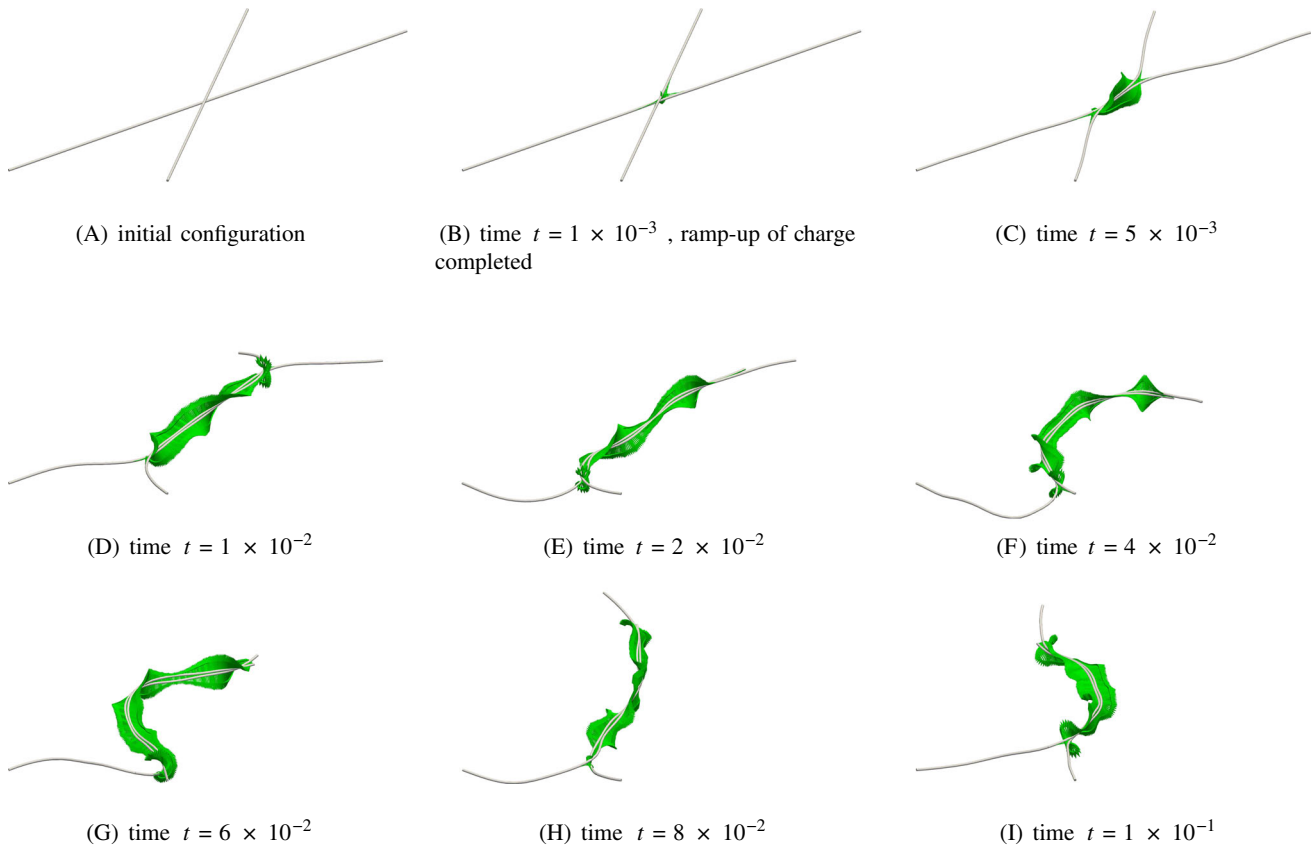 (A) initial configuration
(B) time t = 1 × 10⁻³ , ramp-up of charge
completed
(C) time t = 5 × 10⁻³
(D) time t = 1 × 10⁻²
(E) time t = 2 × 10⁻²
(F) time t = 4 × 10⁻²
(G) time t = 6 × 10⁻²
(H) time t = 8 × 10⁻²
(I) time t = 1 × 10⁻¹